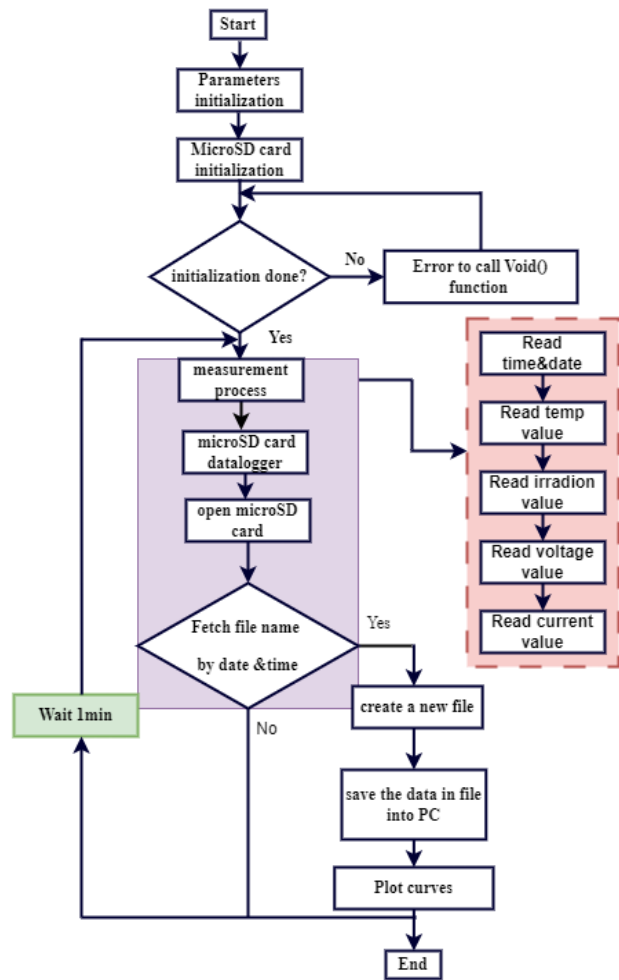 Start
Parameters
initialization
MicroSD card
initialization
initialization done?
No
Error to call Void()
function
Yes
measurement
process
microSD card
datalogger
open microSD
card
Fetch file name
by date &time
Yes
No
Wait 1min
create a new file
save the data in file
into PC
Plot curves
End
Read
time&date
Read temp
value
Read irradion
value
Read voltage
value
Read current
value